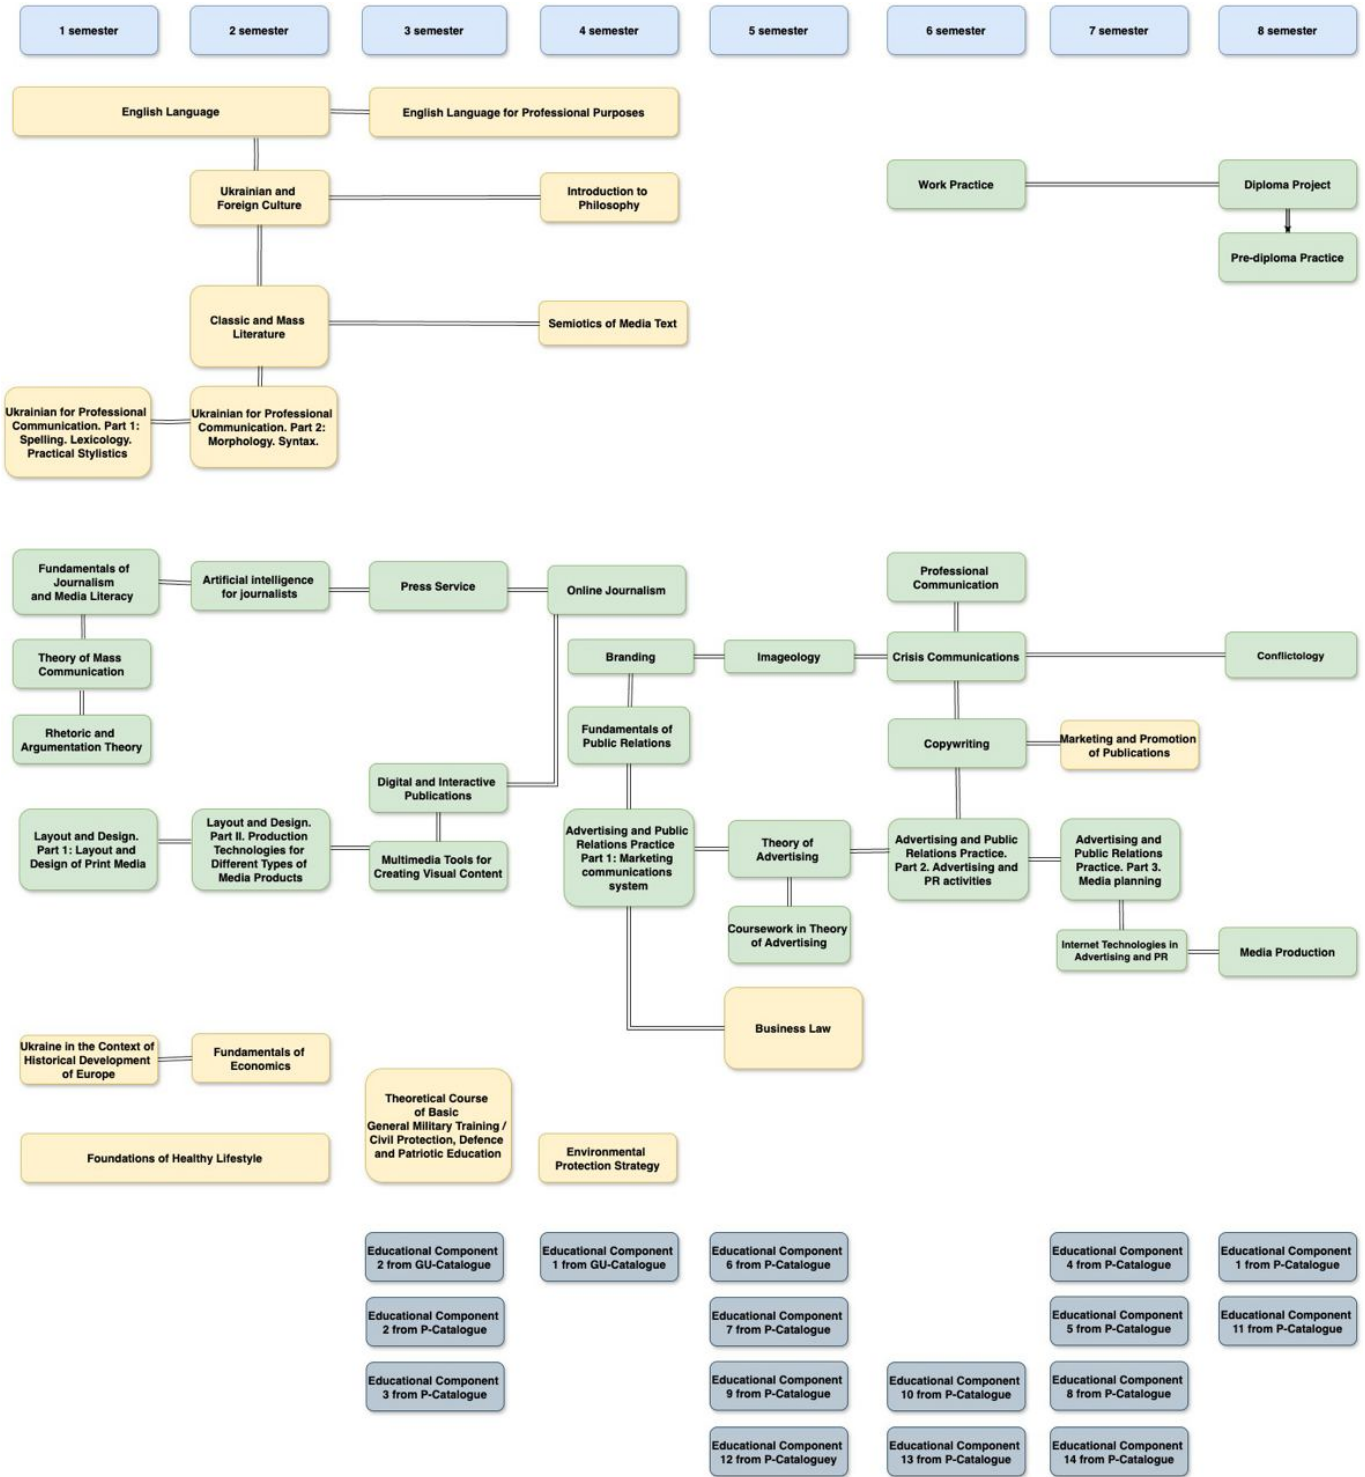 1 semester
2 semester
3 semester
4 semester
5 semester
6 semester
7 semester
8 semester
English Language
English Language for Professional Purposes
Ukrainian and
Foreign Culture
Introduction to
Philosophy
Work Practice
Diploma Project
Pre-diploma Practice
Classic and Mass
Literature
Semiotics of Media Text
Ukrainian for Professional
Communication. Part 1:
Spelling. Lexicology.
Practical Stylistics
Ukrainian for Professional
Communication. Part 2:
Morphology. Syntax.
Fundamentals of
Journalism
and Media Literacy
Artificial intelligence
for journalists
Press Service
Online Journalism
Professional
Communication
Theory of Mass
Communication
Branding
Imageology
Crisis Communications
Conflictology
Rhetoric and
Argumentation Theory
Fundamentals of
Public Relations
Copywriting
Marketing and Promotion
of Publications
Digital and Interactive
Publications
Layout and Design.
Part 1: Layout and
Design of Print Media
Layout and Design.
Part II. Production
Technologies for
Different Types of
Media Products
Multimedia Tools for
Creating Visual Content
Advertising and Public
Relations Practice
Part 1: Marketing
communications
system
Theory of
Advertising
Advertising and Public
Relations Practice.
Part 2. Advertising and
PR activities
Advertising and
Public Relations
Practice. Part 3.
Media planning
Coursework in Theory
of Advertising
Internet Technologies in
Advertising and PR
Media Production
Business Law
Ukraine in the Context of
Historical Development
of Europe
Fundamentals of
Economics
Theoretical Course
of Basic
General Military Training /
Civil Protection, Defence
and Patriotic Education
Foundations of Healthy Lifestyle
Environmental
Protection Strategy
Educational Component
2 from GU-Catalogue
Educational Component
1 from GU-Catalogue
Educational Component
6 from P-Catalogue
Educational Component
4 from P-Catalogue
Educational Component
1 from P-Catalogue
Educational Component
2 from P-Catalogue
Educational Component
7 from P-Catalogue
Educational Component
5 from P-Catalogue
Educational Component
11 from P-Catalogue
Educational Component
3 from P-Catalogue
Educational Component
9 from P-Catalogue
Educational Component
10 from P-Catalogue
Educational Component
8 from P-Catalogue
Educational Component
12 from P-Cataloguey
Educational Component
13 from P-Catalogue
Educational Component
14 from P-Catalogue